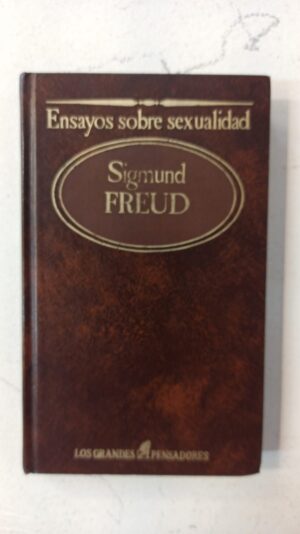 Ensayos sobre sexualidad
Sigmund
FREUD
LOS GRANDES PENSADORES